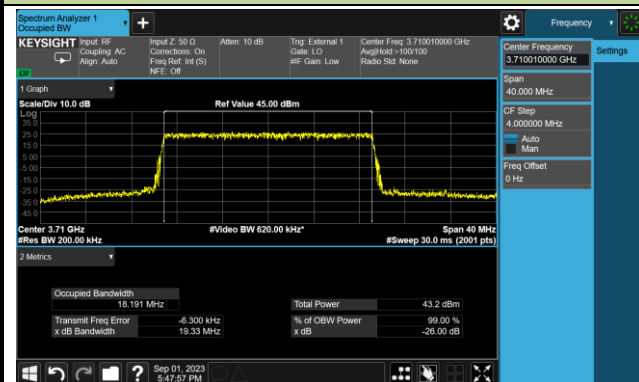 Spectrum Analyzer 1
Occupied BW
+
Frequency
KEYSIGHT
Input: RF
Coupling: AC
Align: Auto
Input Z: 50 Ω
Corrections: On
Freq Ref: Int (S)
NFE: Off
Atten: 10 dB
Trig: External 1
Gate: LO
#IF Gain: Low
Center Freq: 3.710010000 GHz
Avg|Hold:>100/100
Radio Std: None
Center Frequency
3.710010000 GHz
Settings
Span
40.000 MHz
CF Step
4.000000 MHz
Auto
Man
Freq Offset
0 Hz
1 Graph
Scale/Div 10.0 dB
Ref Value 45.00 dBm
Log
35.0
25.0
15.0
5.00
-5.00
-15.0
-25.0
-35.0
-45.0
Center 3.71 GHz
#Video BW 620.00 kHz*
Span 40 MHz
#Res BW 200.00 kHz
#Sweep 30.0 ms (2001 pts)
2 Metrics
Occupied Bandwidth
18.191 MHz
Total Power
43.2 dBm
Transmit Freq Error
-6.300 kHz
% of OBW Power
99.00 %
x dB Bandwidth
19.33 MHz
x dB
-26.00 dB
?
Sep 01, 2023
5:47:57 PM